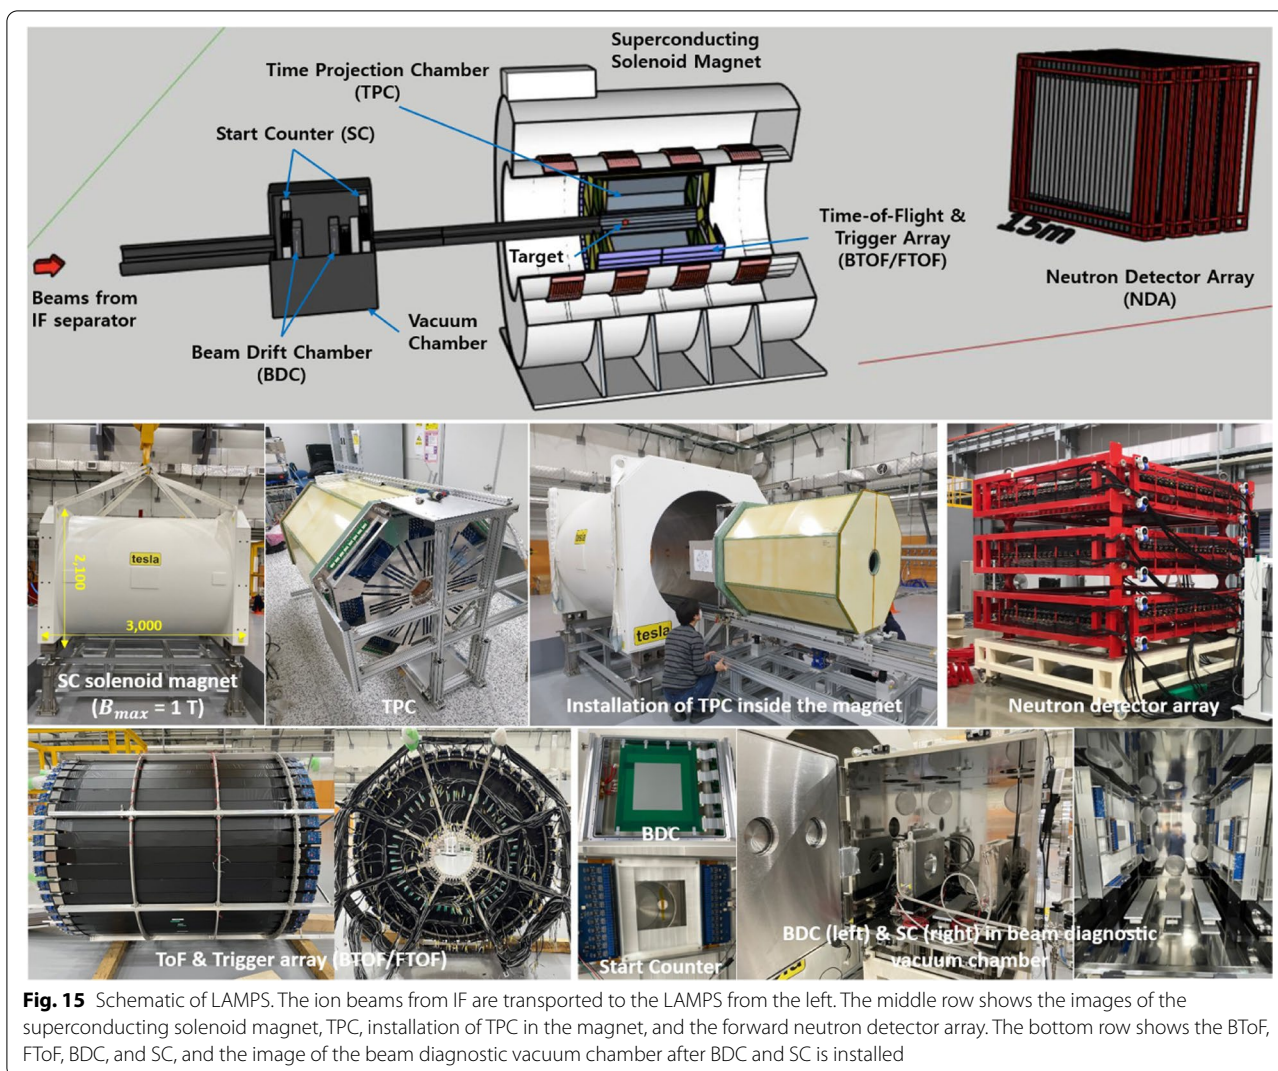 Superconducting
Solenoid Magnet
Time Projection Chamber
(TPC)
Start Counter (SC)
Time-of-Flight &
Trigger Array
(BTOF/FTOF)
15m
Target
Neutron Detector Array
(NDA)
Beams from
IF separator
Vacuum
Chamber
Beam Drift Chamber
(BDC)
tesla
2,100
3,000
SC solenoid magnet
(Bmax = 1 T)
TPC
tesla
Installation of TPC inside the magnet
Neutron detector array
ToF & Trigger array (BTOF/FTOF)
BDC
Start Counter
BDC (left) & SC (right) in beam diagnostic
vacuum chamber
Fig. 15 Schematic of LAMPS. The ion beams from IF are transported to the LAMPS from the left. The middle row shows the images of the
superconducting solenoid magnet, TPC, installation of TPC in the magnet, and the forward neutron detector array. The bottom row shows the BToF,
FToF, BDC, and SC, and the image of the beam diagnostic vacuum chamber after BDC and SC is installed